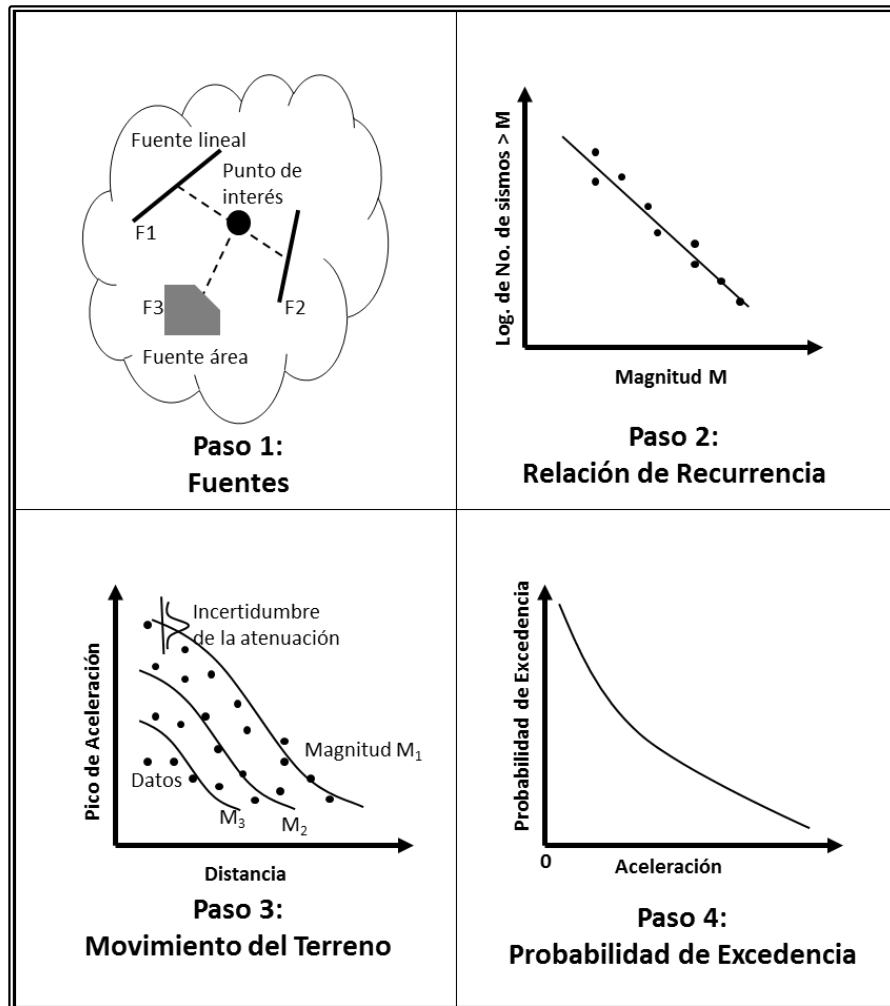 Fuente lineal
Punto de
interés
F1
F3
F2
Fuente área
Paso 1:
Fuentes
Log. de No. de sismos > M
Magnitud M
Paso 2:
Relación de Recurrencia
Incertidumbre
de la atenuación
Pico de Aceleración
Magnitud M₁
Datos
M₃
M₂
Distancia
Paso 3:
Movimiento del Terreno
Probabilidad de Excedencia
0
Aceleración
Paso 4:
Probabilidad de Excedencia